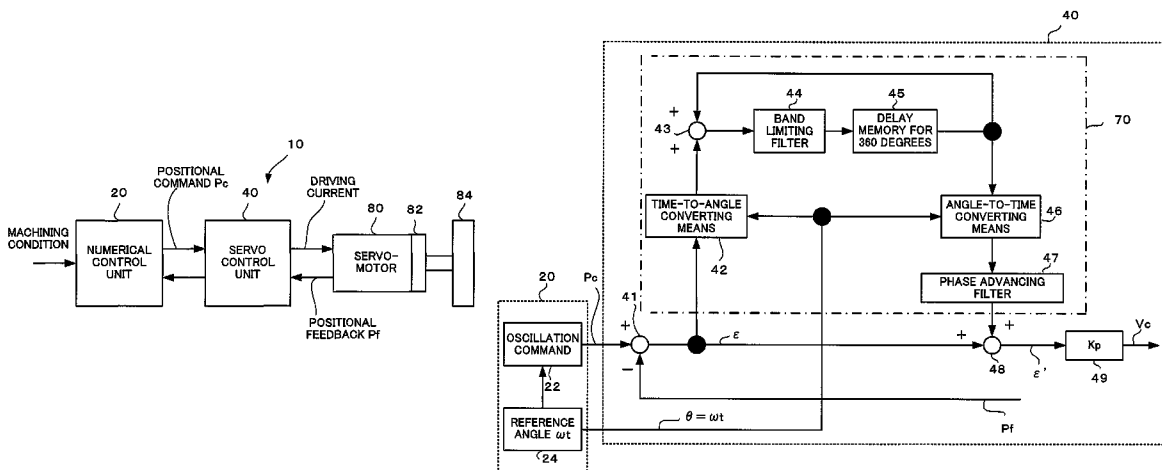 10
20
POSITIONAL
COMMAND Pc
40
DRIVING
CURRENT
80
82
84
MACHINING
CONDITION
NUMERICAL
CONTROL
UNIT
SERVO
CONTROL
UNIT
SERVO-
MOTOR
POSITIONAL
FEEDBACK Pf
40
70
44
BAND
LIMITING
FILTER
45
DELAY
MEMORY FOR
360 DEGREES
+
43
+
TIME-TO-ANGLE
CONVERTING
MEANS
42
ANGLE-TO-TIME
CONVERTING
MEANS
46
47
PHASE ADVANCING
FILTER
20
Pc
41
+
−
ε
+
+
48
ε'
Kp
49
Vc
OSCILLATION
COMMAND
22
REFERENCE
ANGLE ωt
24
θ = ωt
Pf